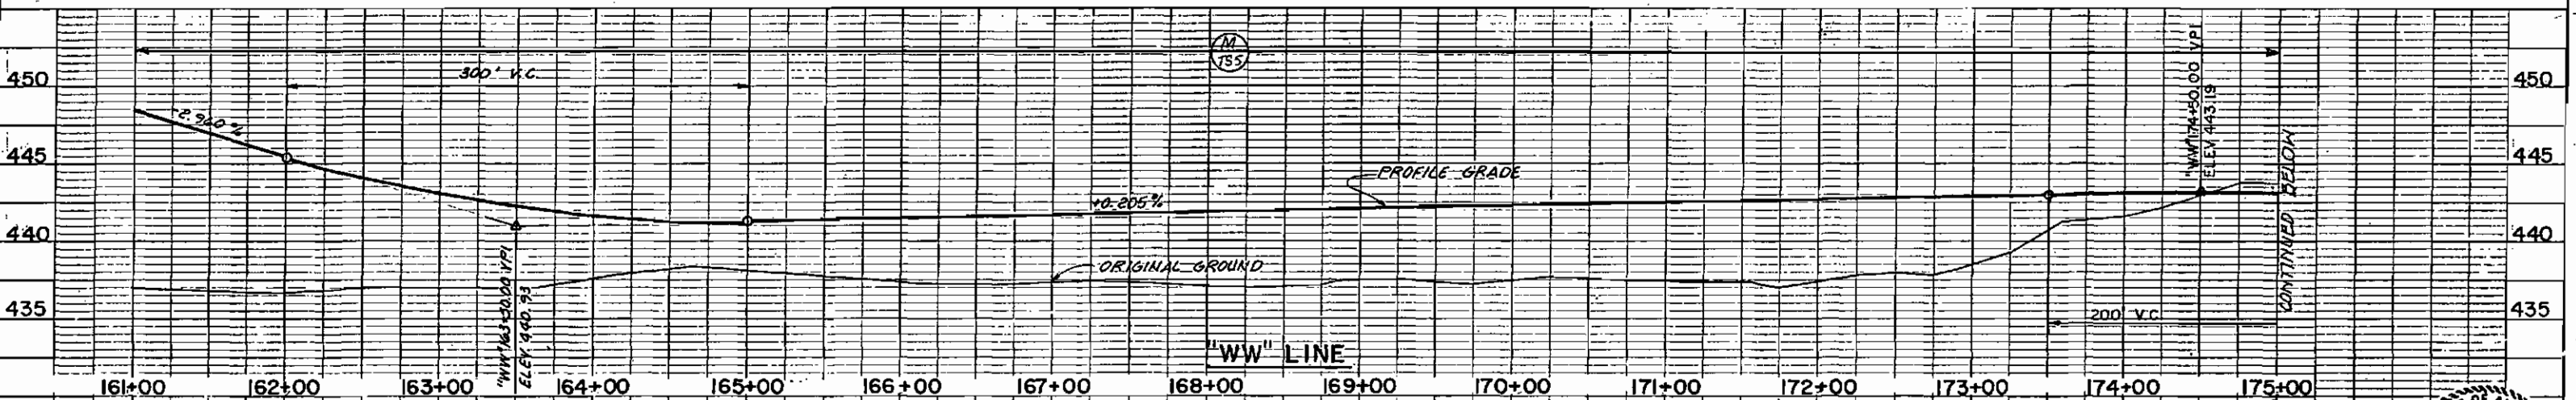 M
TS5
300' V.C.
450
450
"WW" 174+50.00 VPI
ELEV. 443.19
-2.960 %
445
445
PROFILE GRADE
+0.205 %
CONTINUED BELOW
440
440
ORIGINAL GROUND
"WW" 163+50.00 VPI
ELEV. 440.93
435
435
200' V.C.
"WW" LINE
161+00 162+00 163+00 164+00 165+00 166+00 167+00 168+00 169+00 170+00 171+00 172+00 173+00 174+00 175+00